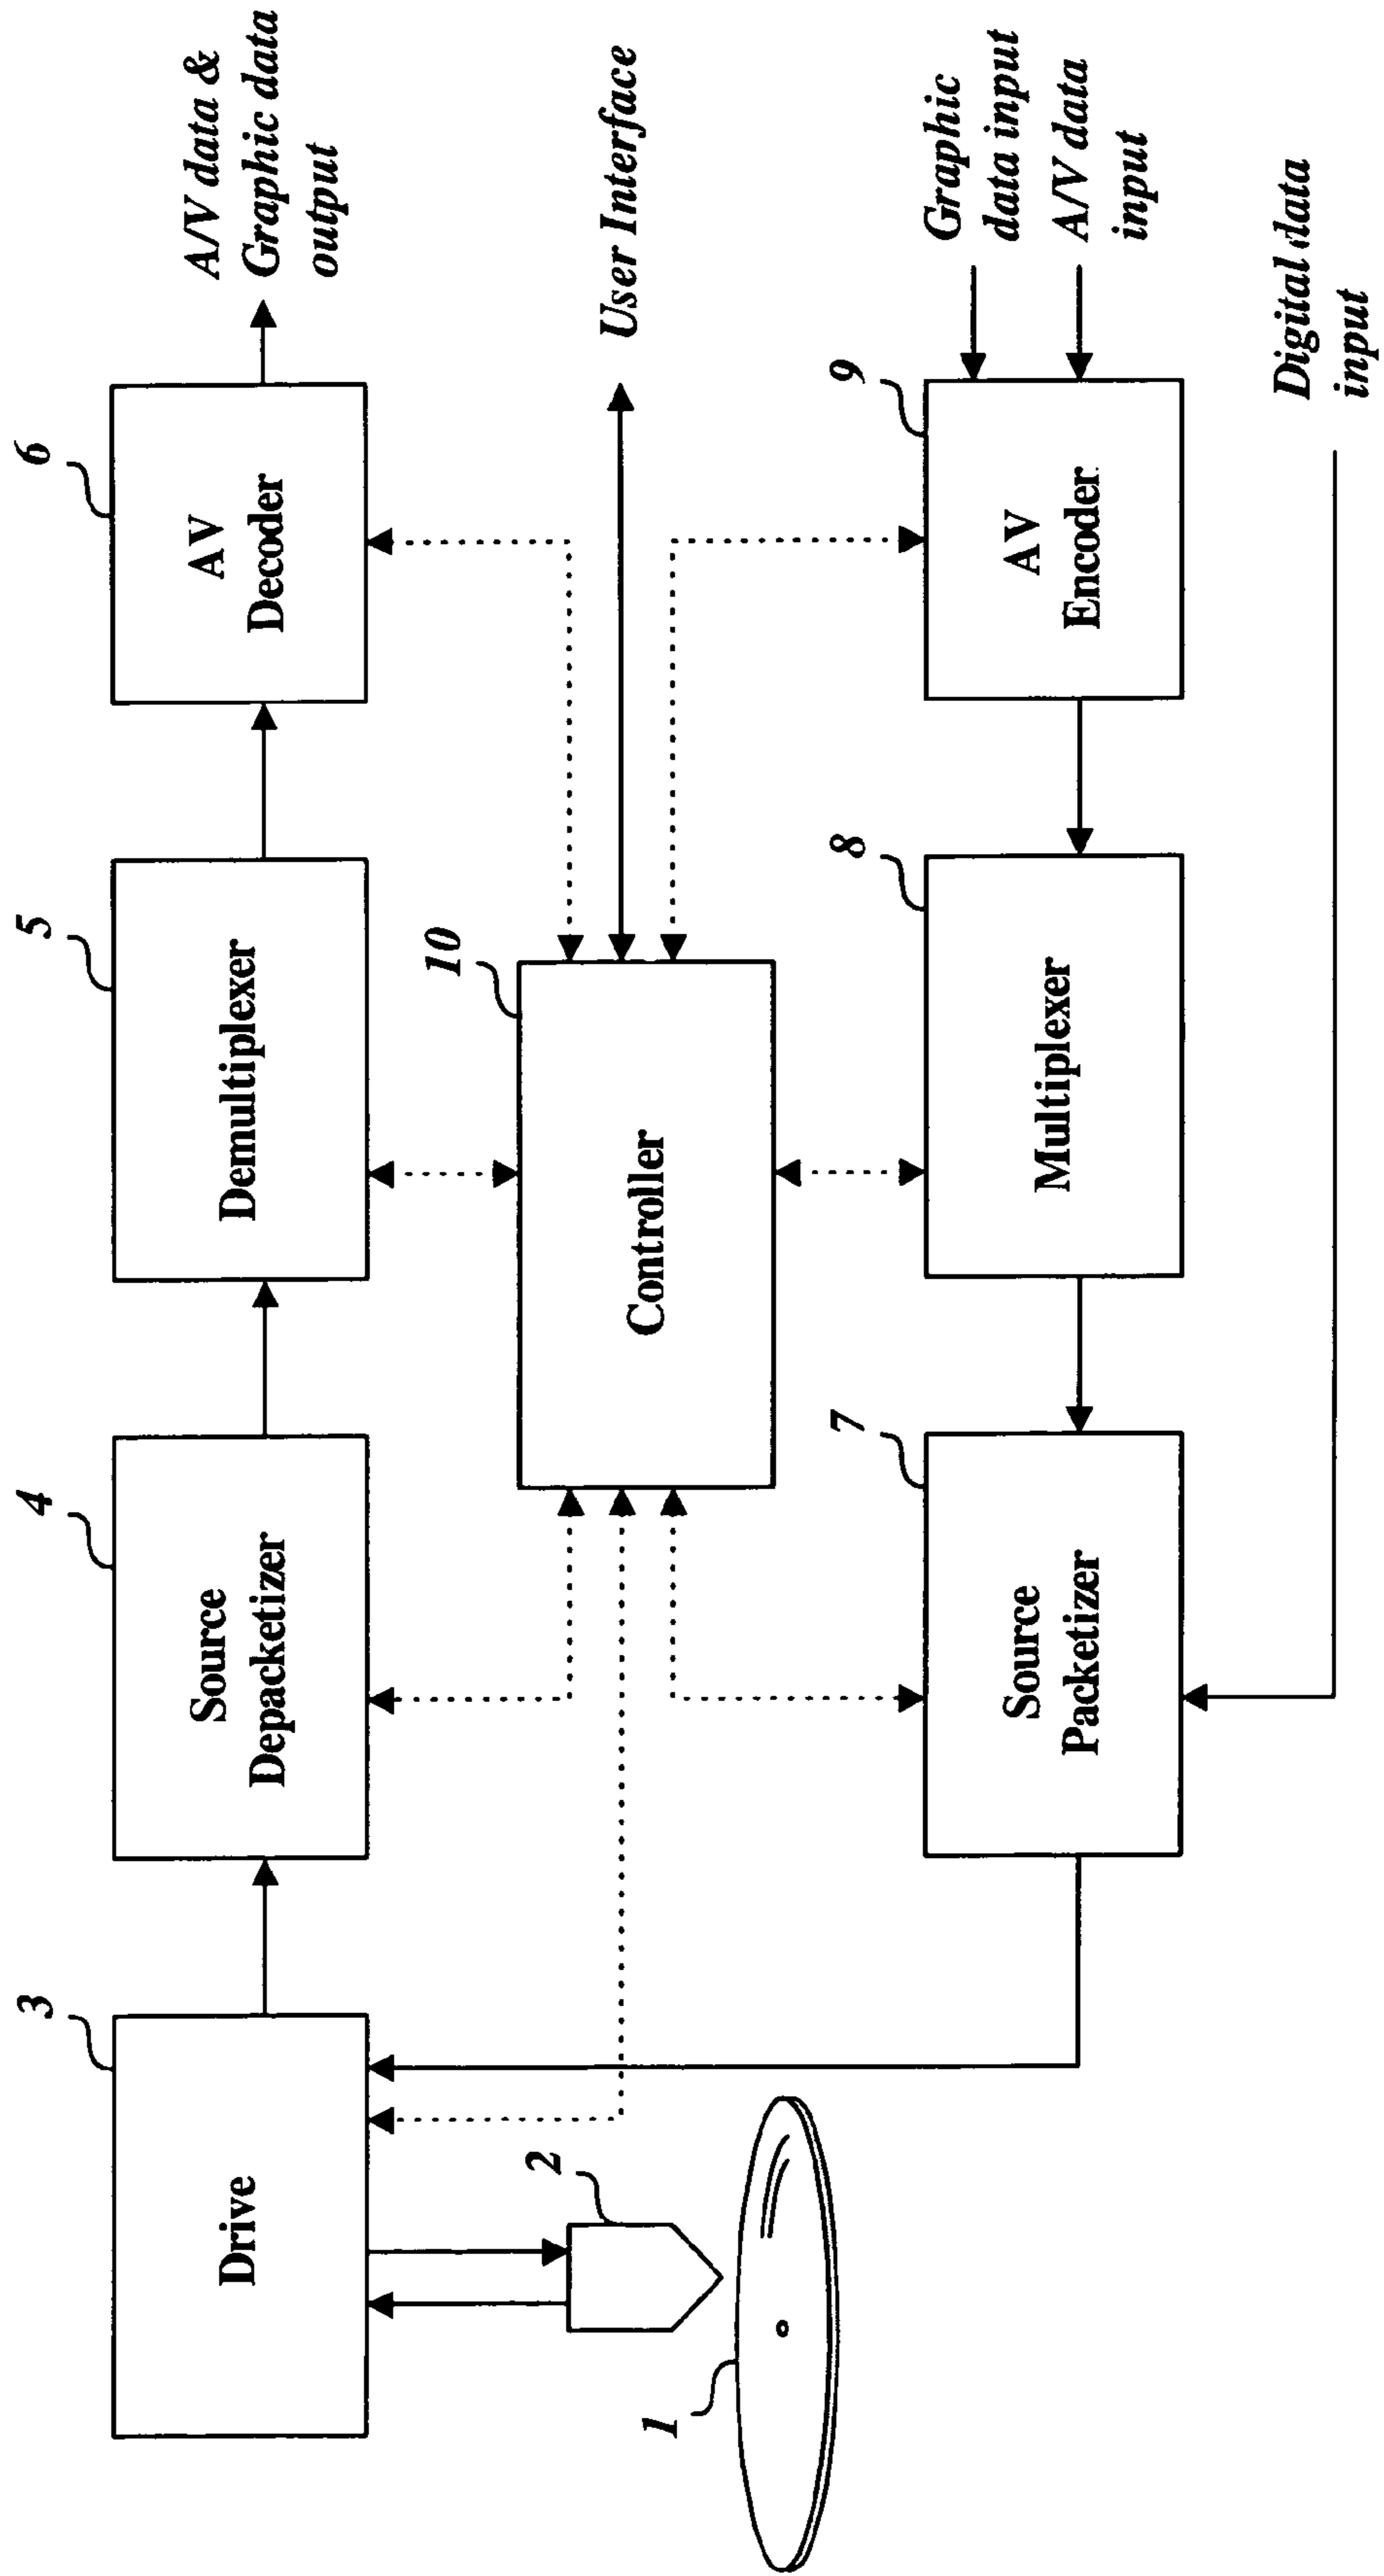 3
Drive
4
Source
Depacketizer
5
Demultiplexer
6
AV
Decoder
A/V data &
Graphic data
output
2
1
10
Controller
User Interface
7
Source
Packetizer
8
Multiplexer
9
AV
Encoder
Graphic
data input
A/V data
input
Digital data
input